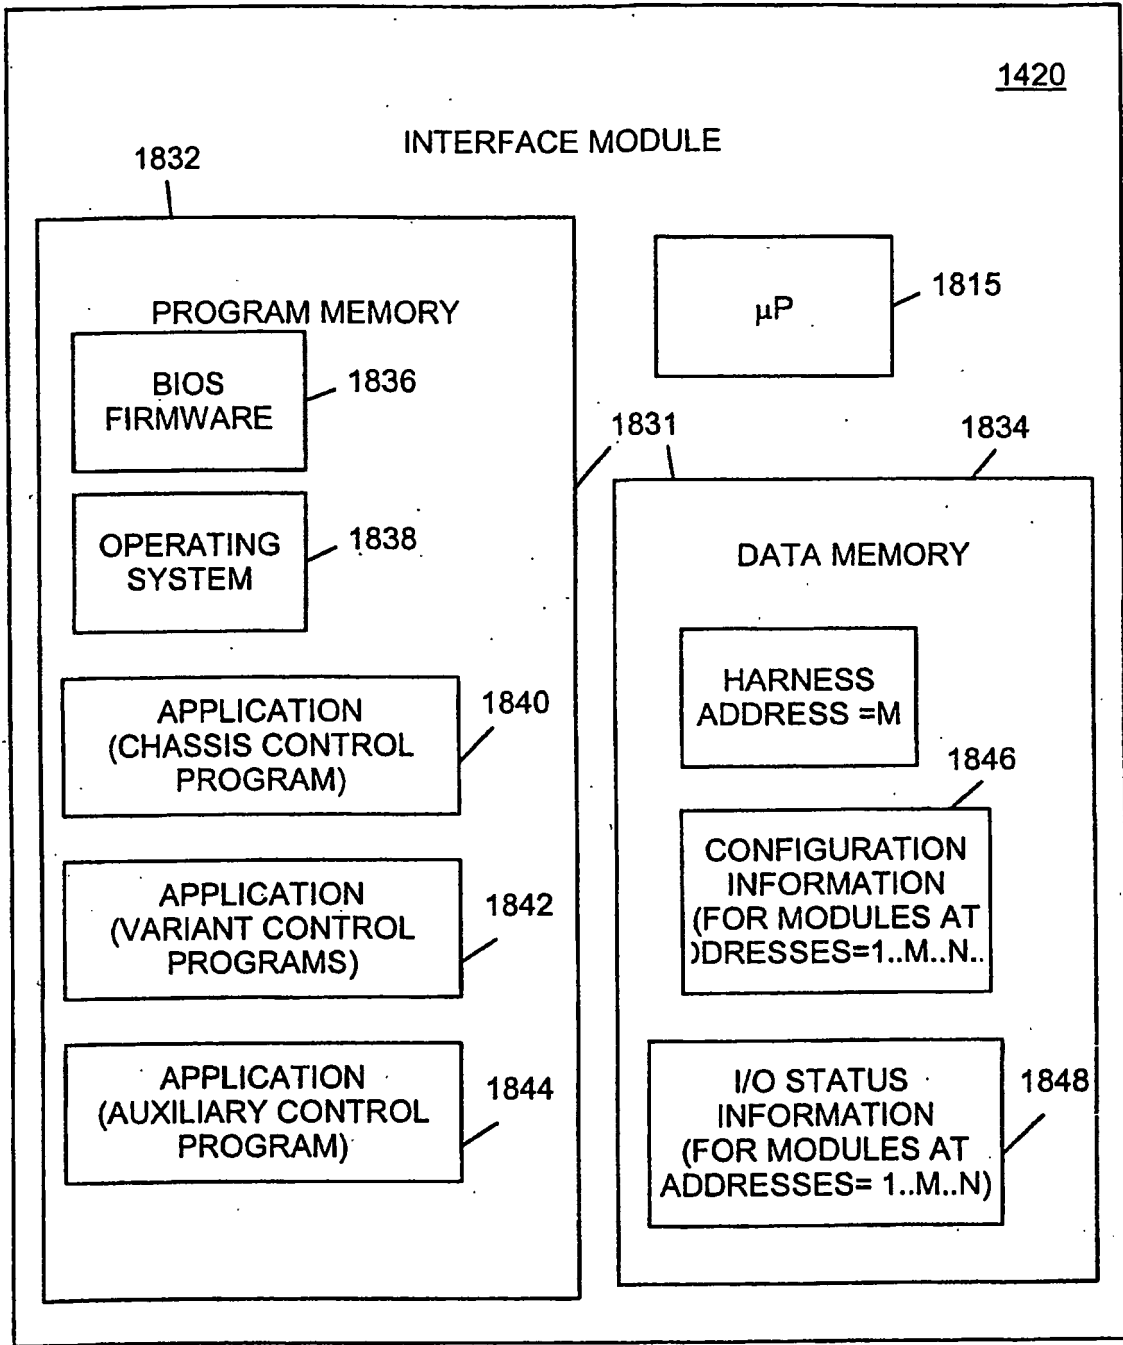 1420
INTERFACE MODULE
1832
PROGRAM MEMORY
BIOS
FIRMWARE
1836
OPERATING
SYSTEM
1838
APPLICATION
(CHASSIS CONTROL
PROGRAM)
1840
APPLICATION
(VARIANT CONTROL
PROGRAMS)
1842
APPLICATION
(AUXILIARY CONTROL
PROGRAM)
1844
µP
1815
1831
1834
DATA MEMORY
HARNESS
ADDRESS =M
1846
CONFIGURATION
INFORMATION
(FOR MODULES AT
)DRESSES=1..M..N..
I/O STATUS
INFORMATION
(FOR MODULES AT
ADDRESSES= 1..M..N)
1848